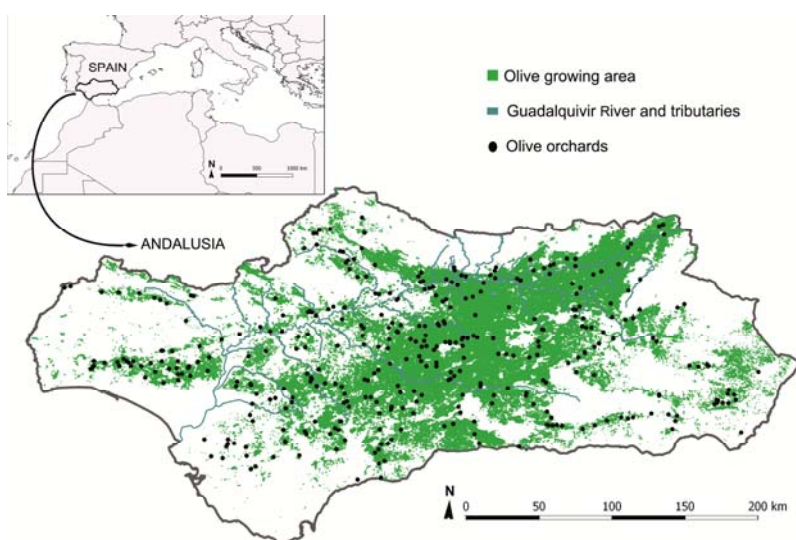 SPAIN
N
0 500 1000 km
ANDALUSIA
Olive growing area
Guadalquivir River and tributaries
Olive orchards
N
0 50 100 150 200 km